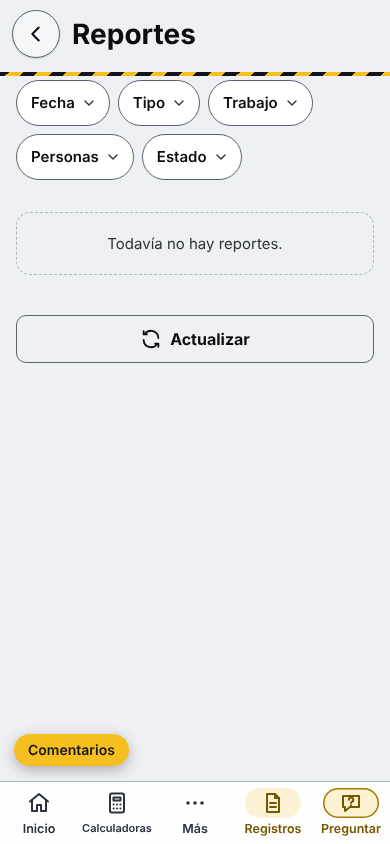 Reportes
Fecha
Tipo
Trabajo
Personas
Estado
Todavía no hay reportes.
Actualizar
Comentarios
Inicio
Calculadoras
Más
Registros
Preguntar